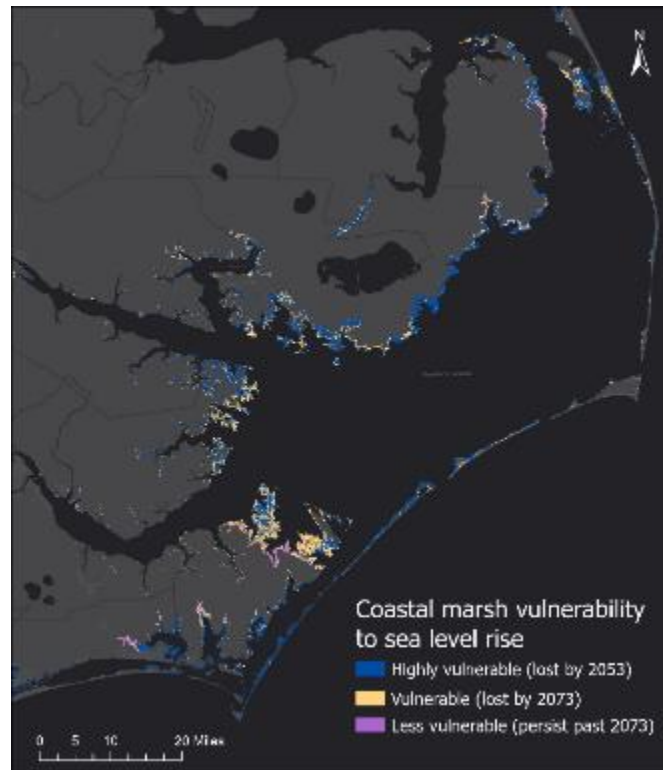 N
Coastal marsh vulnerability
to sea level rise
Highly vulnerable (lost by 2053)
Vulnerable (lost by 2073)
Less vulnerable (persist past 2073)
0 5 10 20 Miles